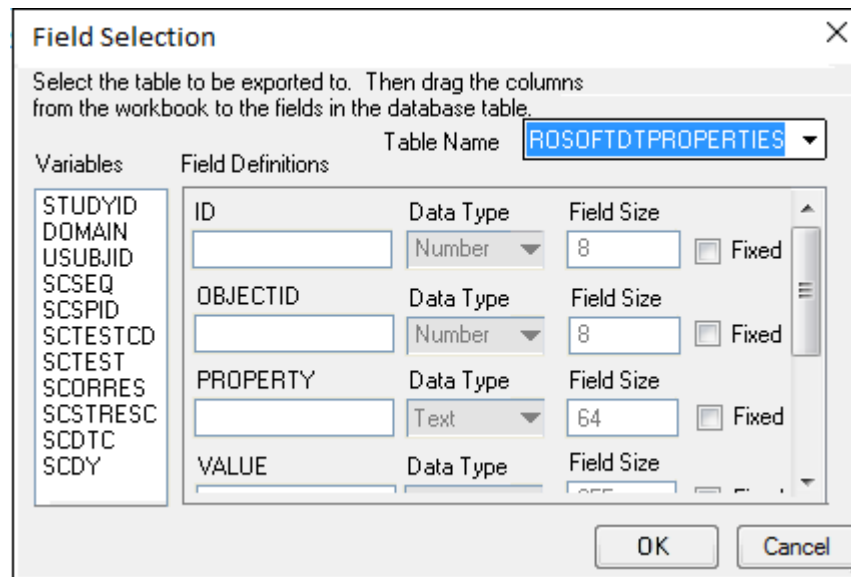 Field Selection
Select the table to be exported to.  Then drag the columns
from the workbook to the fields in the database table.
Table Name ROSOFTDTPROPERTIES
Variables Field Definitions
STUDYID
DOMAIN
USUBJID
SCSEQ
SCSPID
SCTESTCD
SCTEST
SCORRES
SCSTRESC
SCDTC
SCDY
ID Data Type Field Size
Number 8 Fixed
OBJECTID Data Type Field Size
Number 8 Fixed
PROPERTY Data Type Field Size
Text 64 Fixed
VALUE Data Type Field Size
OK Cancel